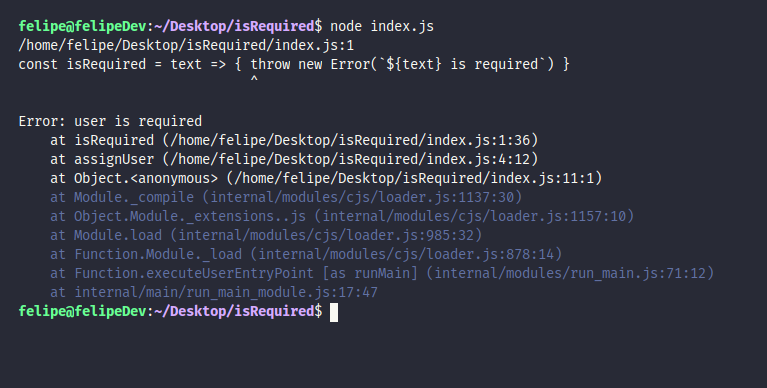 felipe@felipeDev:~/Desktop/isRequired$ node index.js
/home/felipe/Desktop/isRequired/index.js:1
const isRequired = text => { throw new Error(`${text} is required`) }
^
Error: user is required
at isRequired (/home/felipe/Desktop/isRequired/index.js:1:36)
at assignUser (/home/felipe/Desktop/isRequired/index.js:4:12)
at Object.<anonymous> (/home/felipe/Desktop/isRequired/index.js:11:1)
at Module._compile (internal/modules/cjs/loader.js:1137:30)
at Object.Module._extensions..js (internal/modules/cjs/loader.js:1157:10)
at Module.load (internal/modules/cjs/loader.js:985:32)
at Function.Module._load (internal/modules/cjs/loader.js:878:14)
at Function.executeUserEntryPoint [as runMain] (internal/modules/run_main.js:71:12)
at internal/main/run_main_module.js:17:47
felipe@felipeDev:~/Desktop/isRequired$